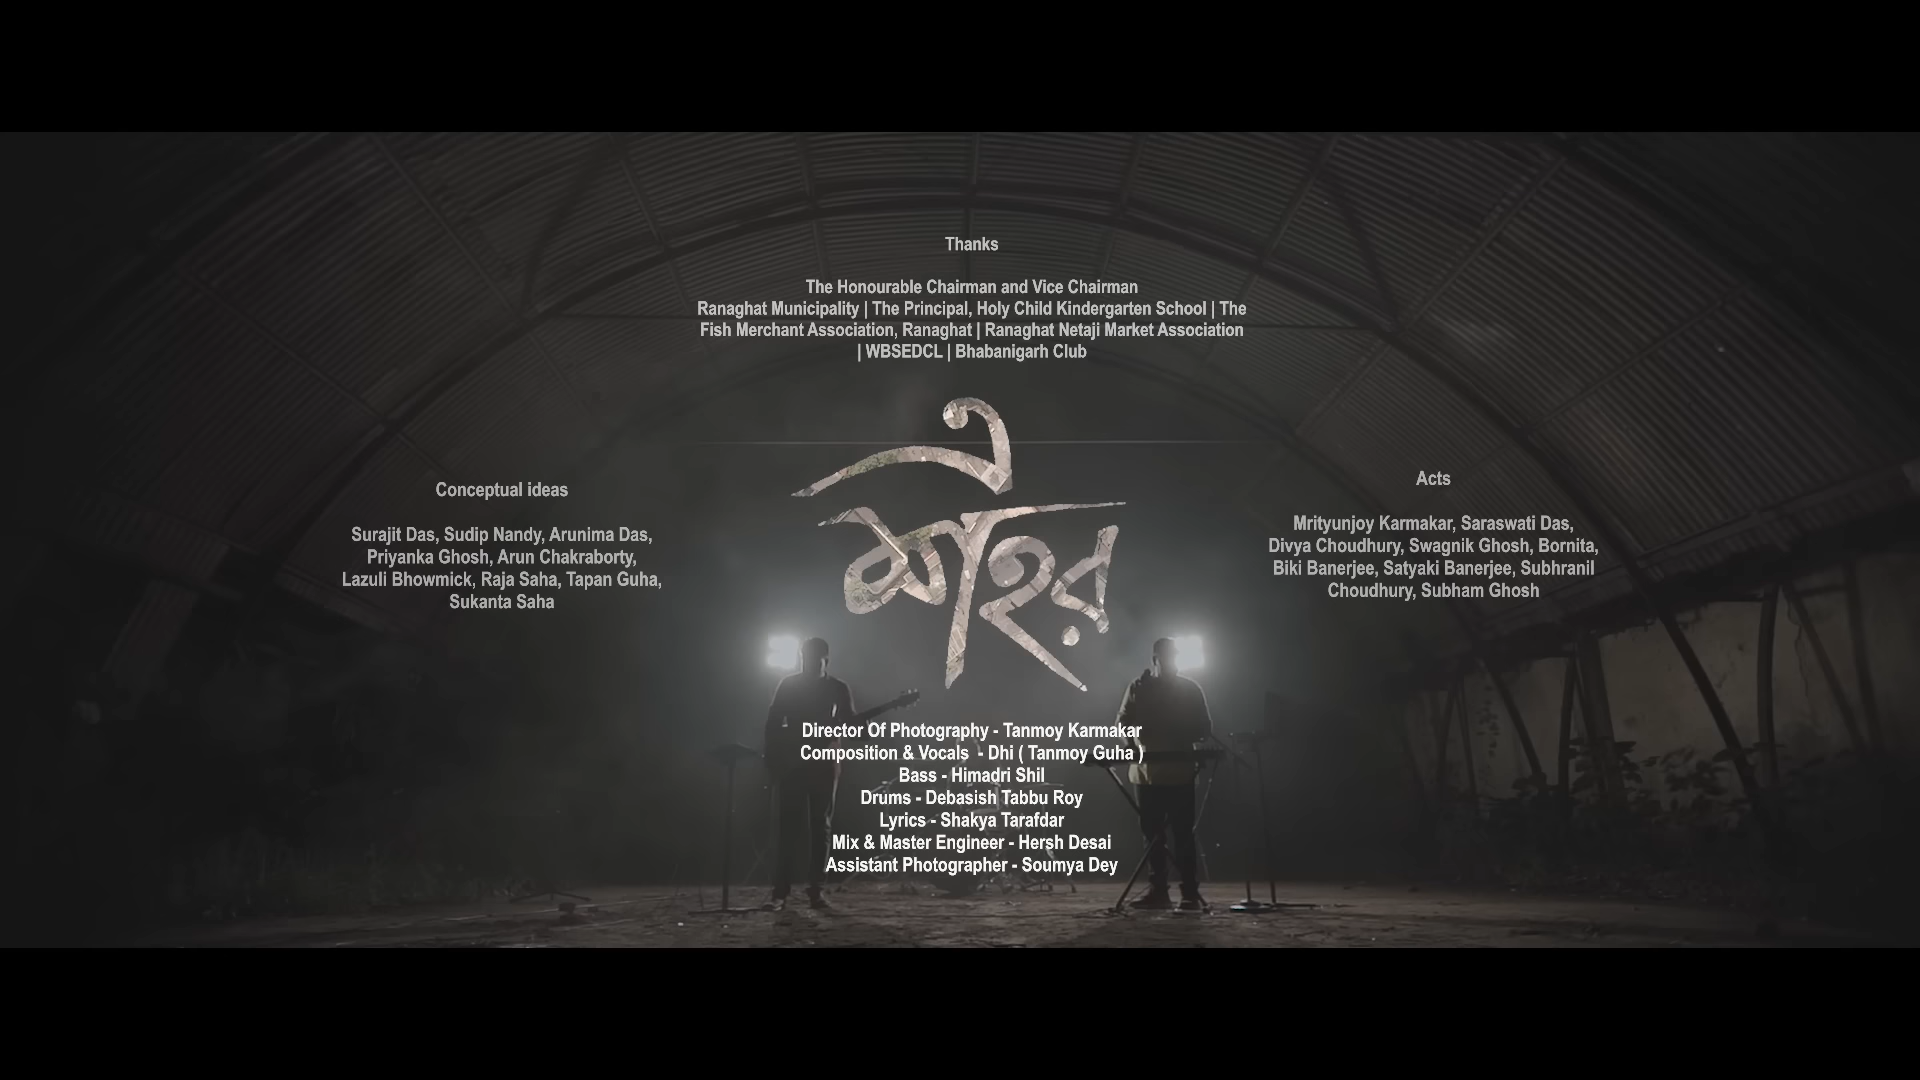 Thanks
The Honourable Chairman and Vice Chairman
Ranaghat Municipality | The Principal, Holy Child Kindergarten School | The
Fish Merchant Association, Ranaghat | Ranaghat Netaji Market Association
| WBSEDCL | Bhabanigarh Club
Conceptual ideas
Surajit Das, Sudip Nandy, Arunima Das,
Priyanka Ghosh, Arun Chakraborty,
Lazuli Bhowmick, Raja Saha, Tapan Guha,
Sukanta Saha
Acts
Mrityunjoy Karmakar, Saraswati Das,
Divya Choudhury, Swagnik Ghosh, Bornita,
Biki Banerjee, Satyaki Banerjee, Subhranil
Choudhury, Subham Ghosh
Director Of Photography - Tanmoy Karmakar
Composition & Vocals - Dhi ( Tanmoy Guha )
Bass - Himadri Shil
Drums - Debasish Tabbu Roy
Lyrics - Shakya Tarafdar
Mix & Master Engineer - Hersh Desai
Assistant Photographer - Soumya Dey